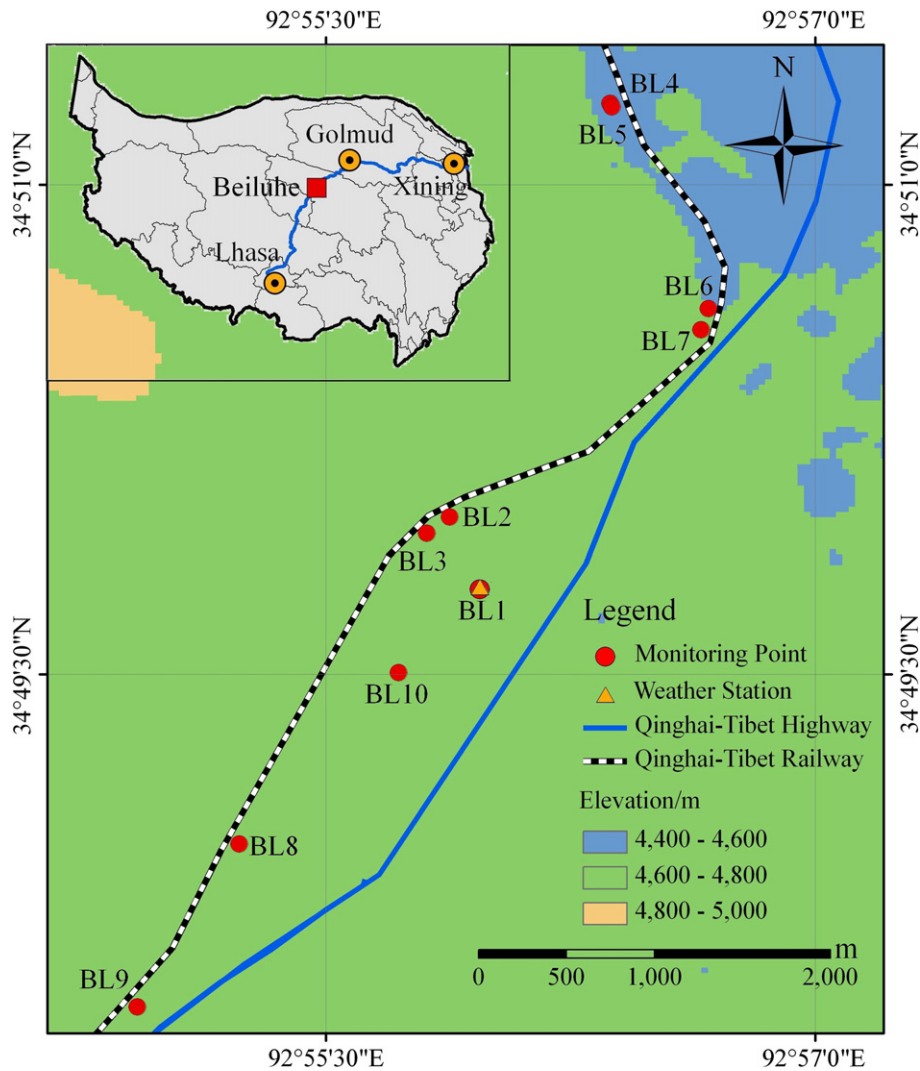 92°55'30"E
92°57'0"E
34°51'0"N
34°51'0"N
N
Golmud
Beiluhe
Xining
Lhasa
BL4
BL5
BL6
BL7
BL2
BL3
BL1
BL10
BL8
BL9
34°49'30"N
34°49'30"N
Legend
Monitoring Point
Weather Station
Qinghai-Tibet Highway
Qinghai-Tibet Railway
Elevation/m
4,400 - 4,600
4,600 - 4,800
4,800 - 5,000
m
0 500 1,000 2,000
92°55'30"E
92°57'0"E